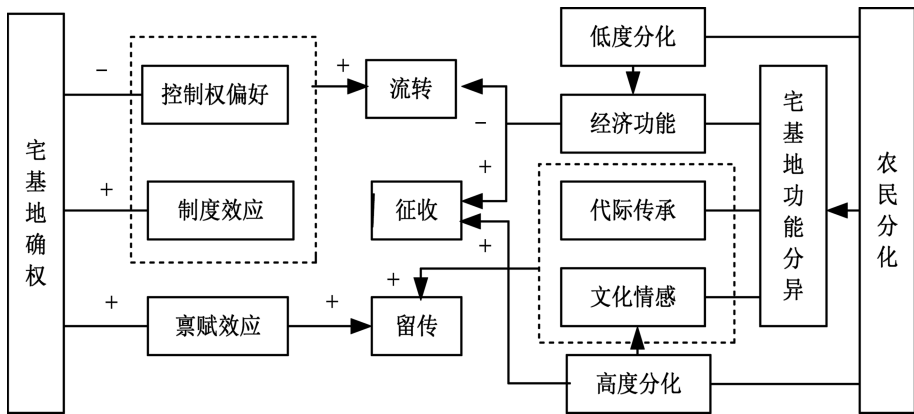 宅基地确权
−
控制权偏好
+
流转
低度分化
−
经济功能
宅基地功能分异
农民分化
+
制度效应
征收
+
代际传承
+
文化情感
+
禀赋效应
+
留传
+
高度分化